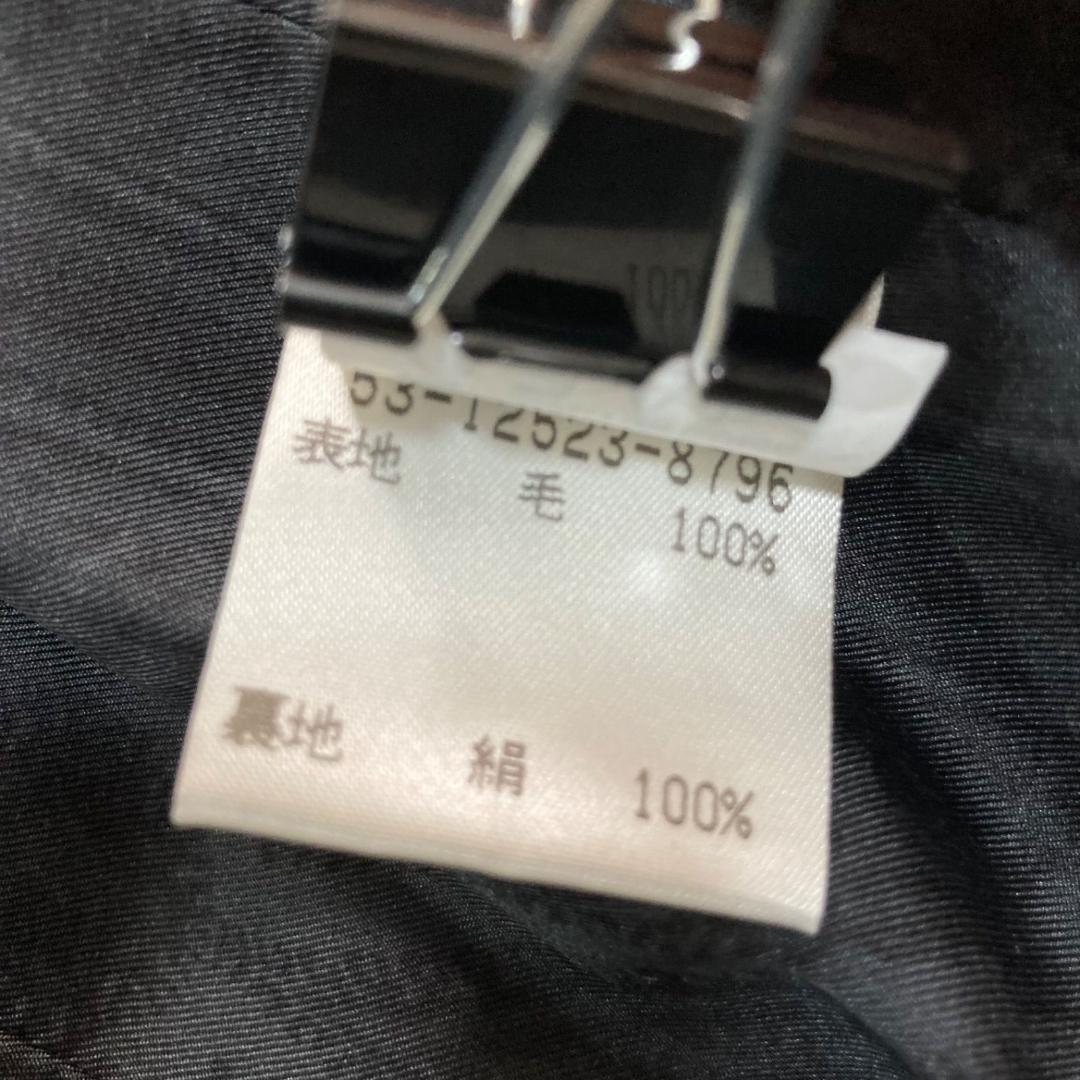 53-12523-8796
表地 毛 100%
裏地 絹 100%